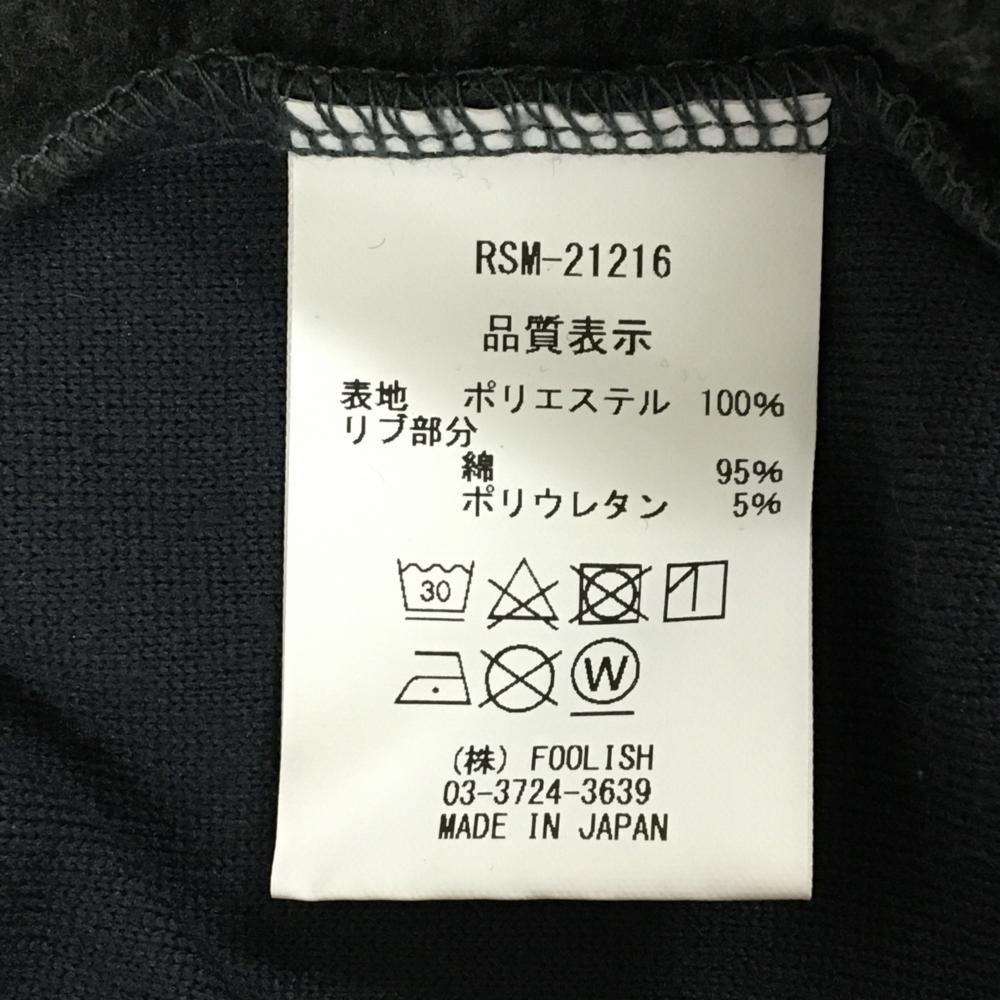 RSM-21216
品質表示
表地 ポリエステル 100%
リブ部分
綿 95%
ポリウレタン 5%
30
W
(株) FOOLISH
03-3724-3639
MADE IN JAPAN